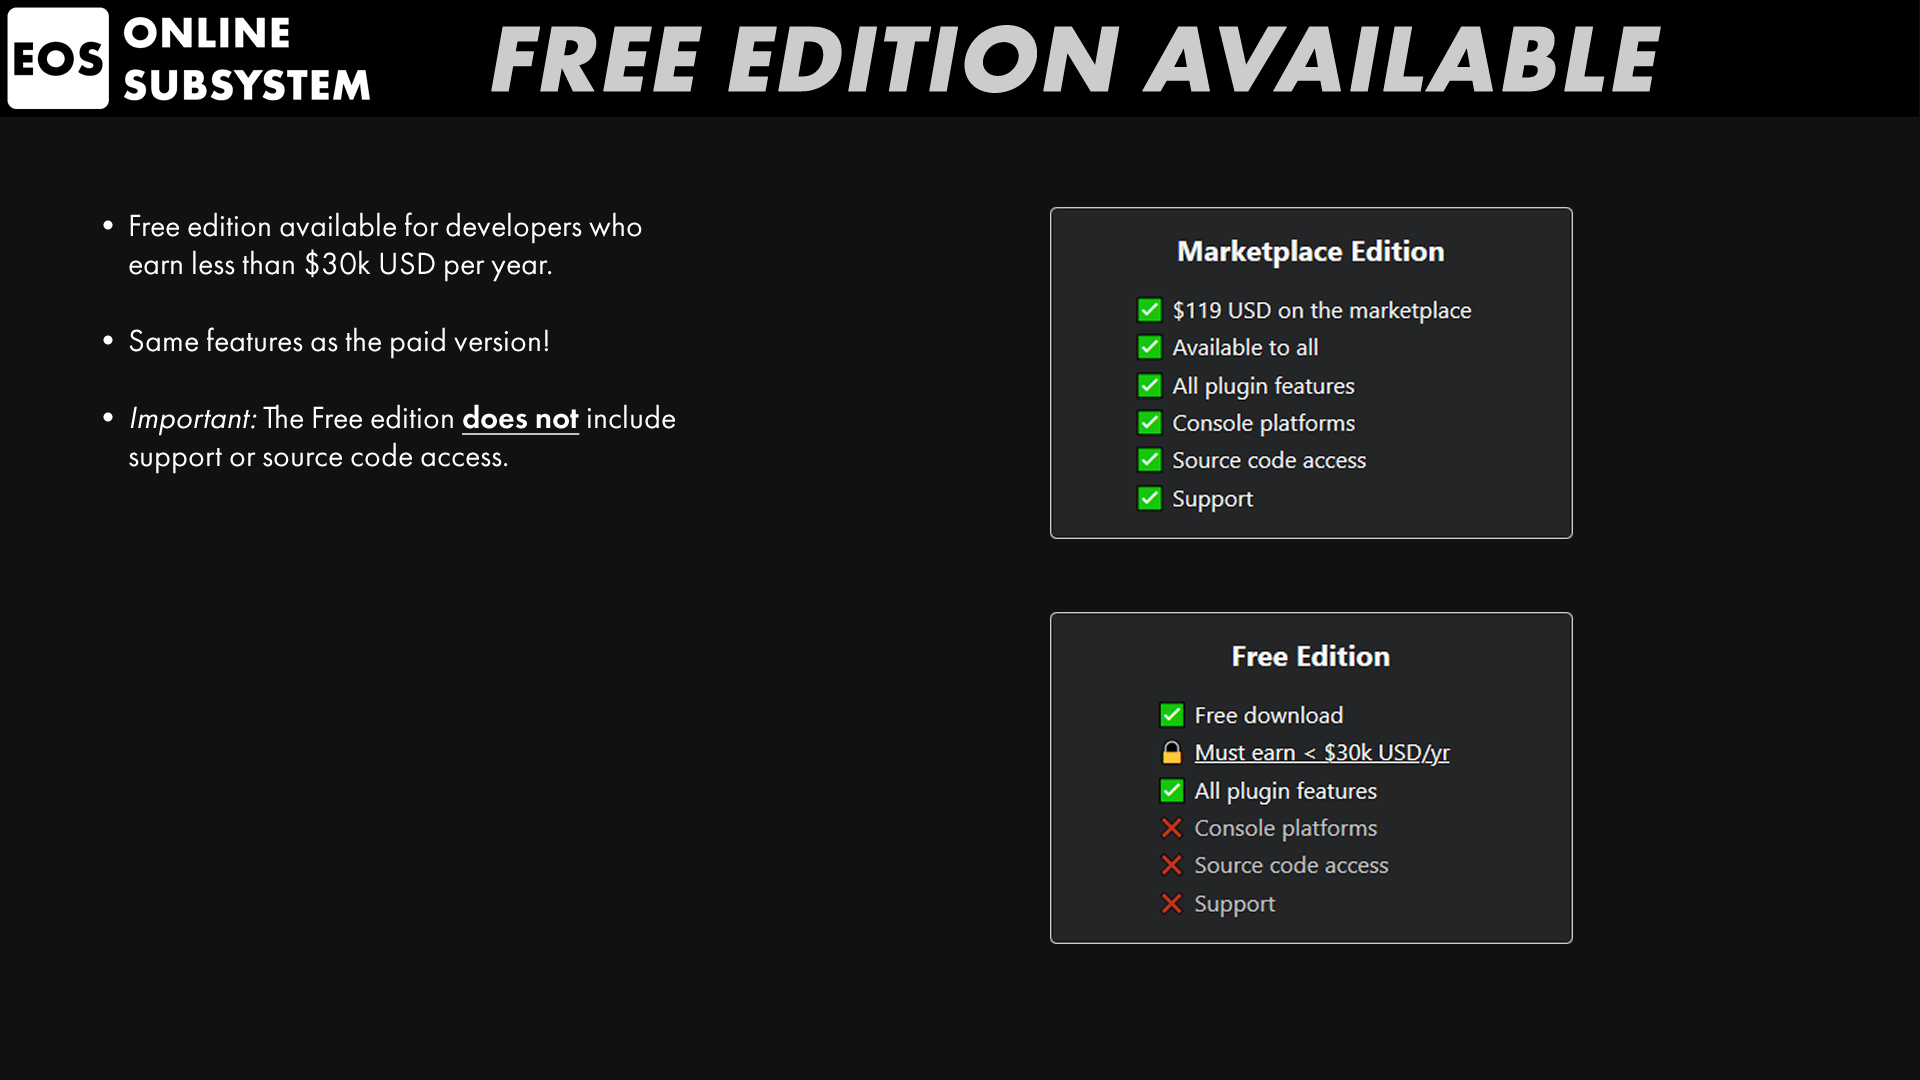 EOS
ONLINE
SUBSYSTEM
FREE EDITION AVAILABLE
• Free edition available for developers who
earn less than $30k USD per year.
• Same features as the paid version!
• Important: The Free edition does not include
support or source code access.
Marketplace Edition
✅ $119 USD on the marketplace
✅ Available to all
✅ All plugin features
✅ Console platforms
✅ Source code access
✅ Support
Free Edition
✅ Free download
🔒 Must earn < $30k USD/yr
✅ All plugin features
❌ Console platforms
❌ Source code access
❌ Support